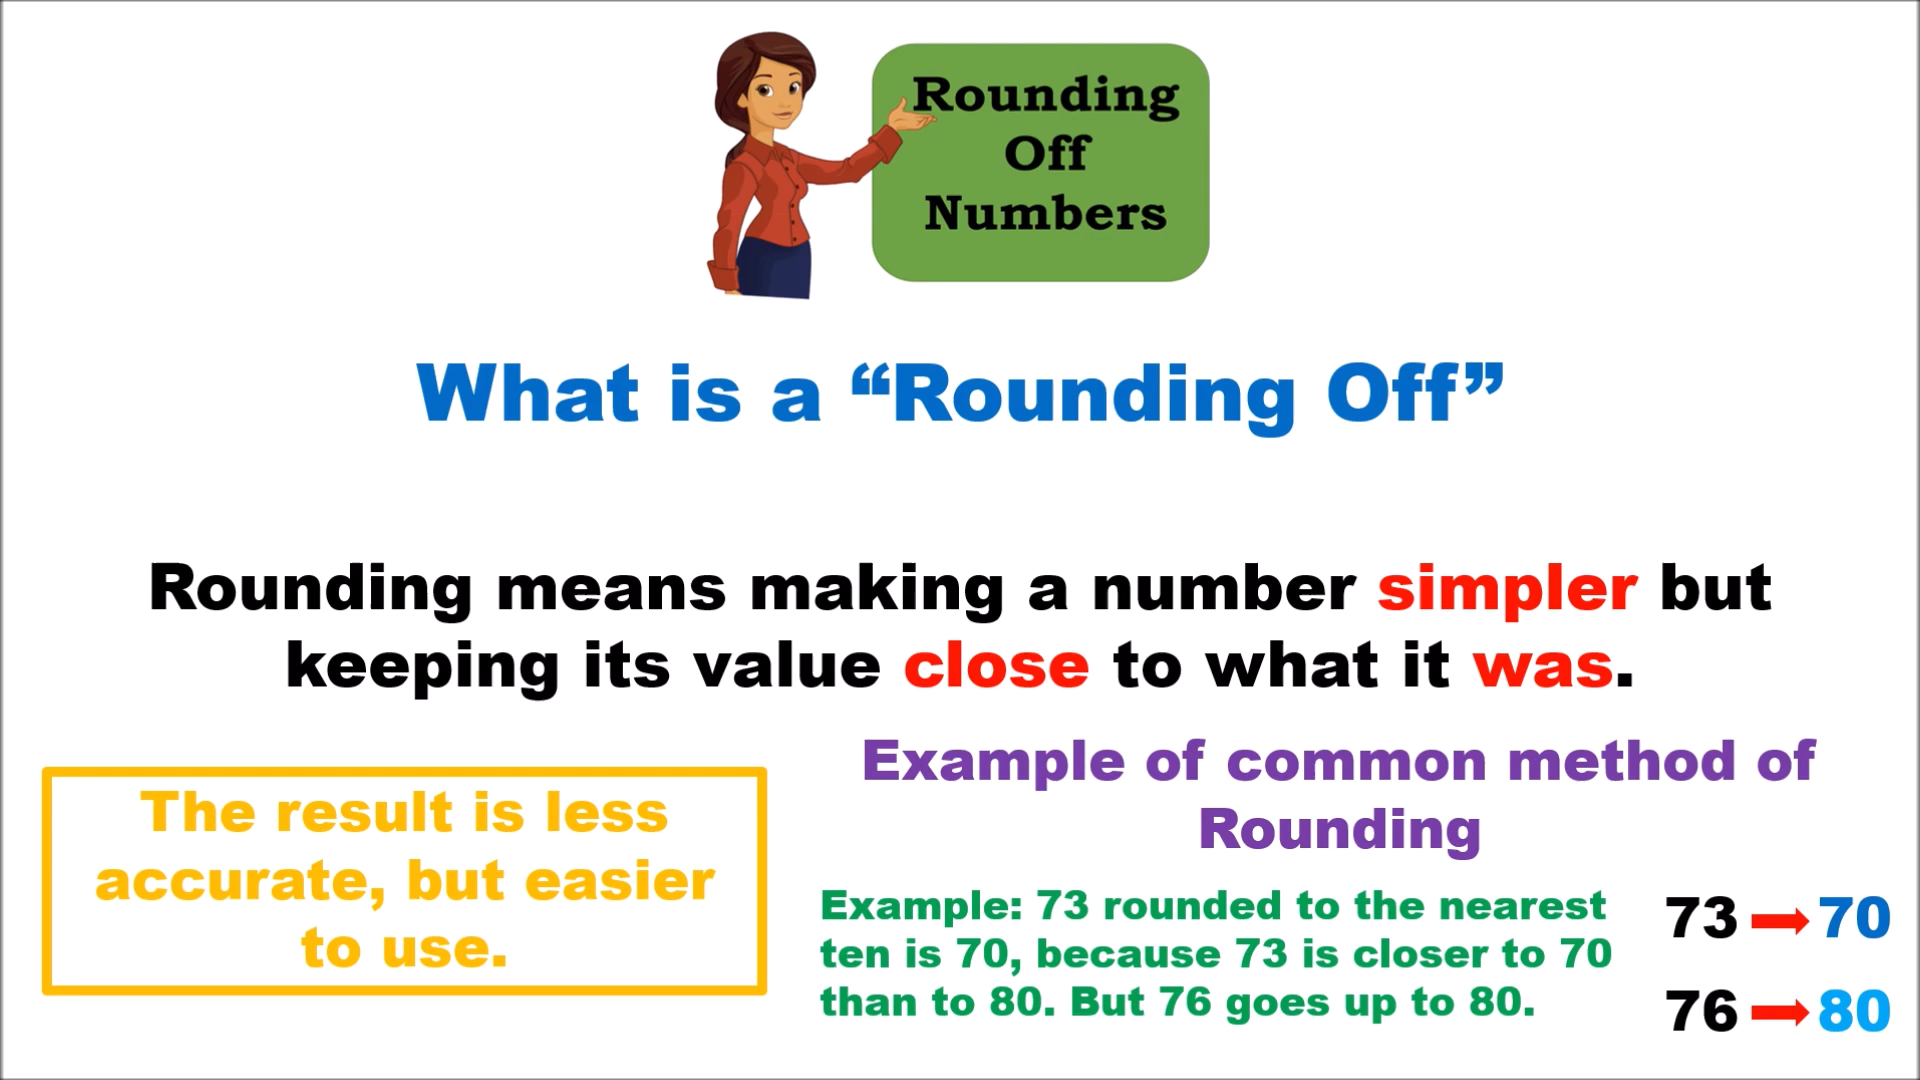 Rounding
Off
Numbers
What is a “Rounding Off”
Rounding means making a number simpler but
keeping its value close to what it was.
The result is less
accurate, but easier
to use.
Example of common method of
Rounding
Example: 73 rounded to the nearest
ten is 70, because 73 is closer to 70
than to 80. But 76 goes up to 80.
73 70
76 80